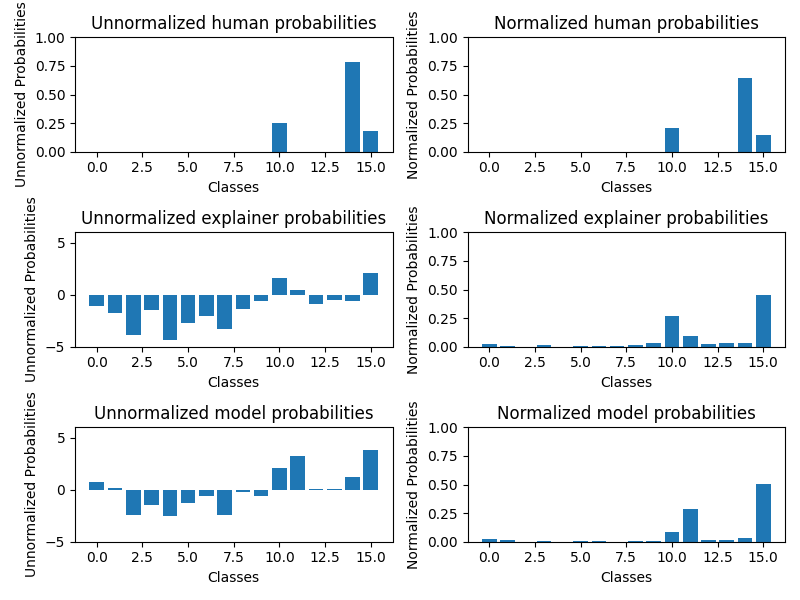 Unnormalized human probabilities
Unnormalized Probabilities
1.00
0.75
0.50
0.25
0.00
0.0 2.5 5.0 7.5 10.0 12.5 15.0
Classes
Normalized human probabilities
Normalized Probabilities
1.00
0.75
0.50
0.25
0.00
0.0 2.5 5.0 7.5 10.0 12.5 15.0
Classes
Unnormalized explainer probabilities
Unnormalized Probabilities
5
0
−5
0.0 2.5 5.0 7.5 10.0 12.5 15.0
Classes
Normalized explainer probabilities
Normalized Probabilities
1.00
0.75
0.50
0.25
0.00
0.0 2.5 5.0 7.5 10.0 12.5 15.0
Classes
Unnormalized model probabilities
Unnormalized Probabilities
5
0
−5
0.0 2.5 5.0 7.5 10.0 12.5 15.0
Classes
Normalized model probabilities
Normalized Probabilities
1.00
0.75
0.50
0.25
0.00
0.0 2.5 5.0 7.5 10.0 12.5 15.0
Classes